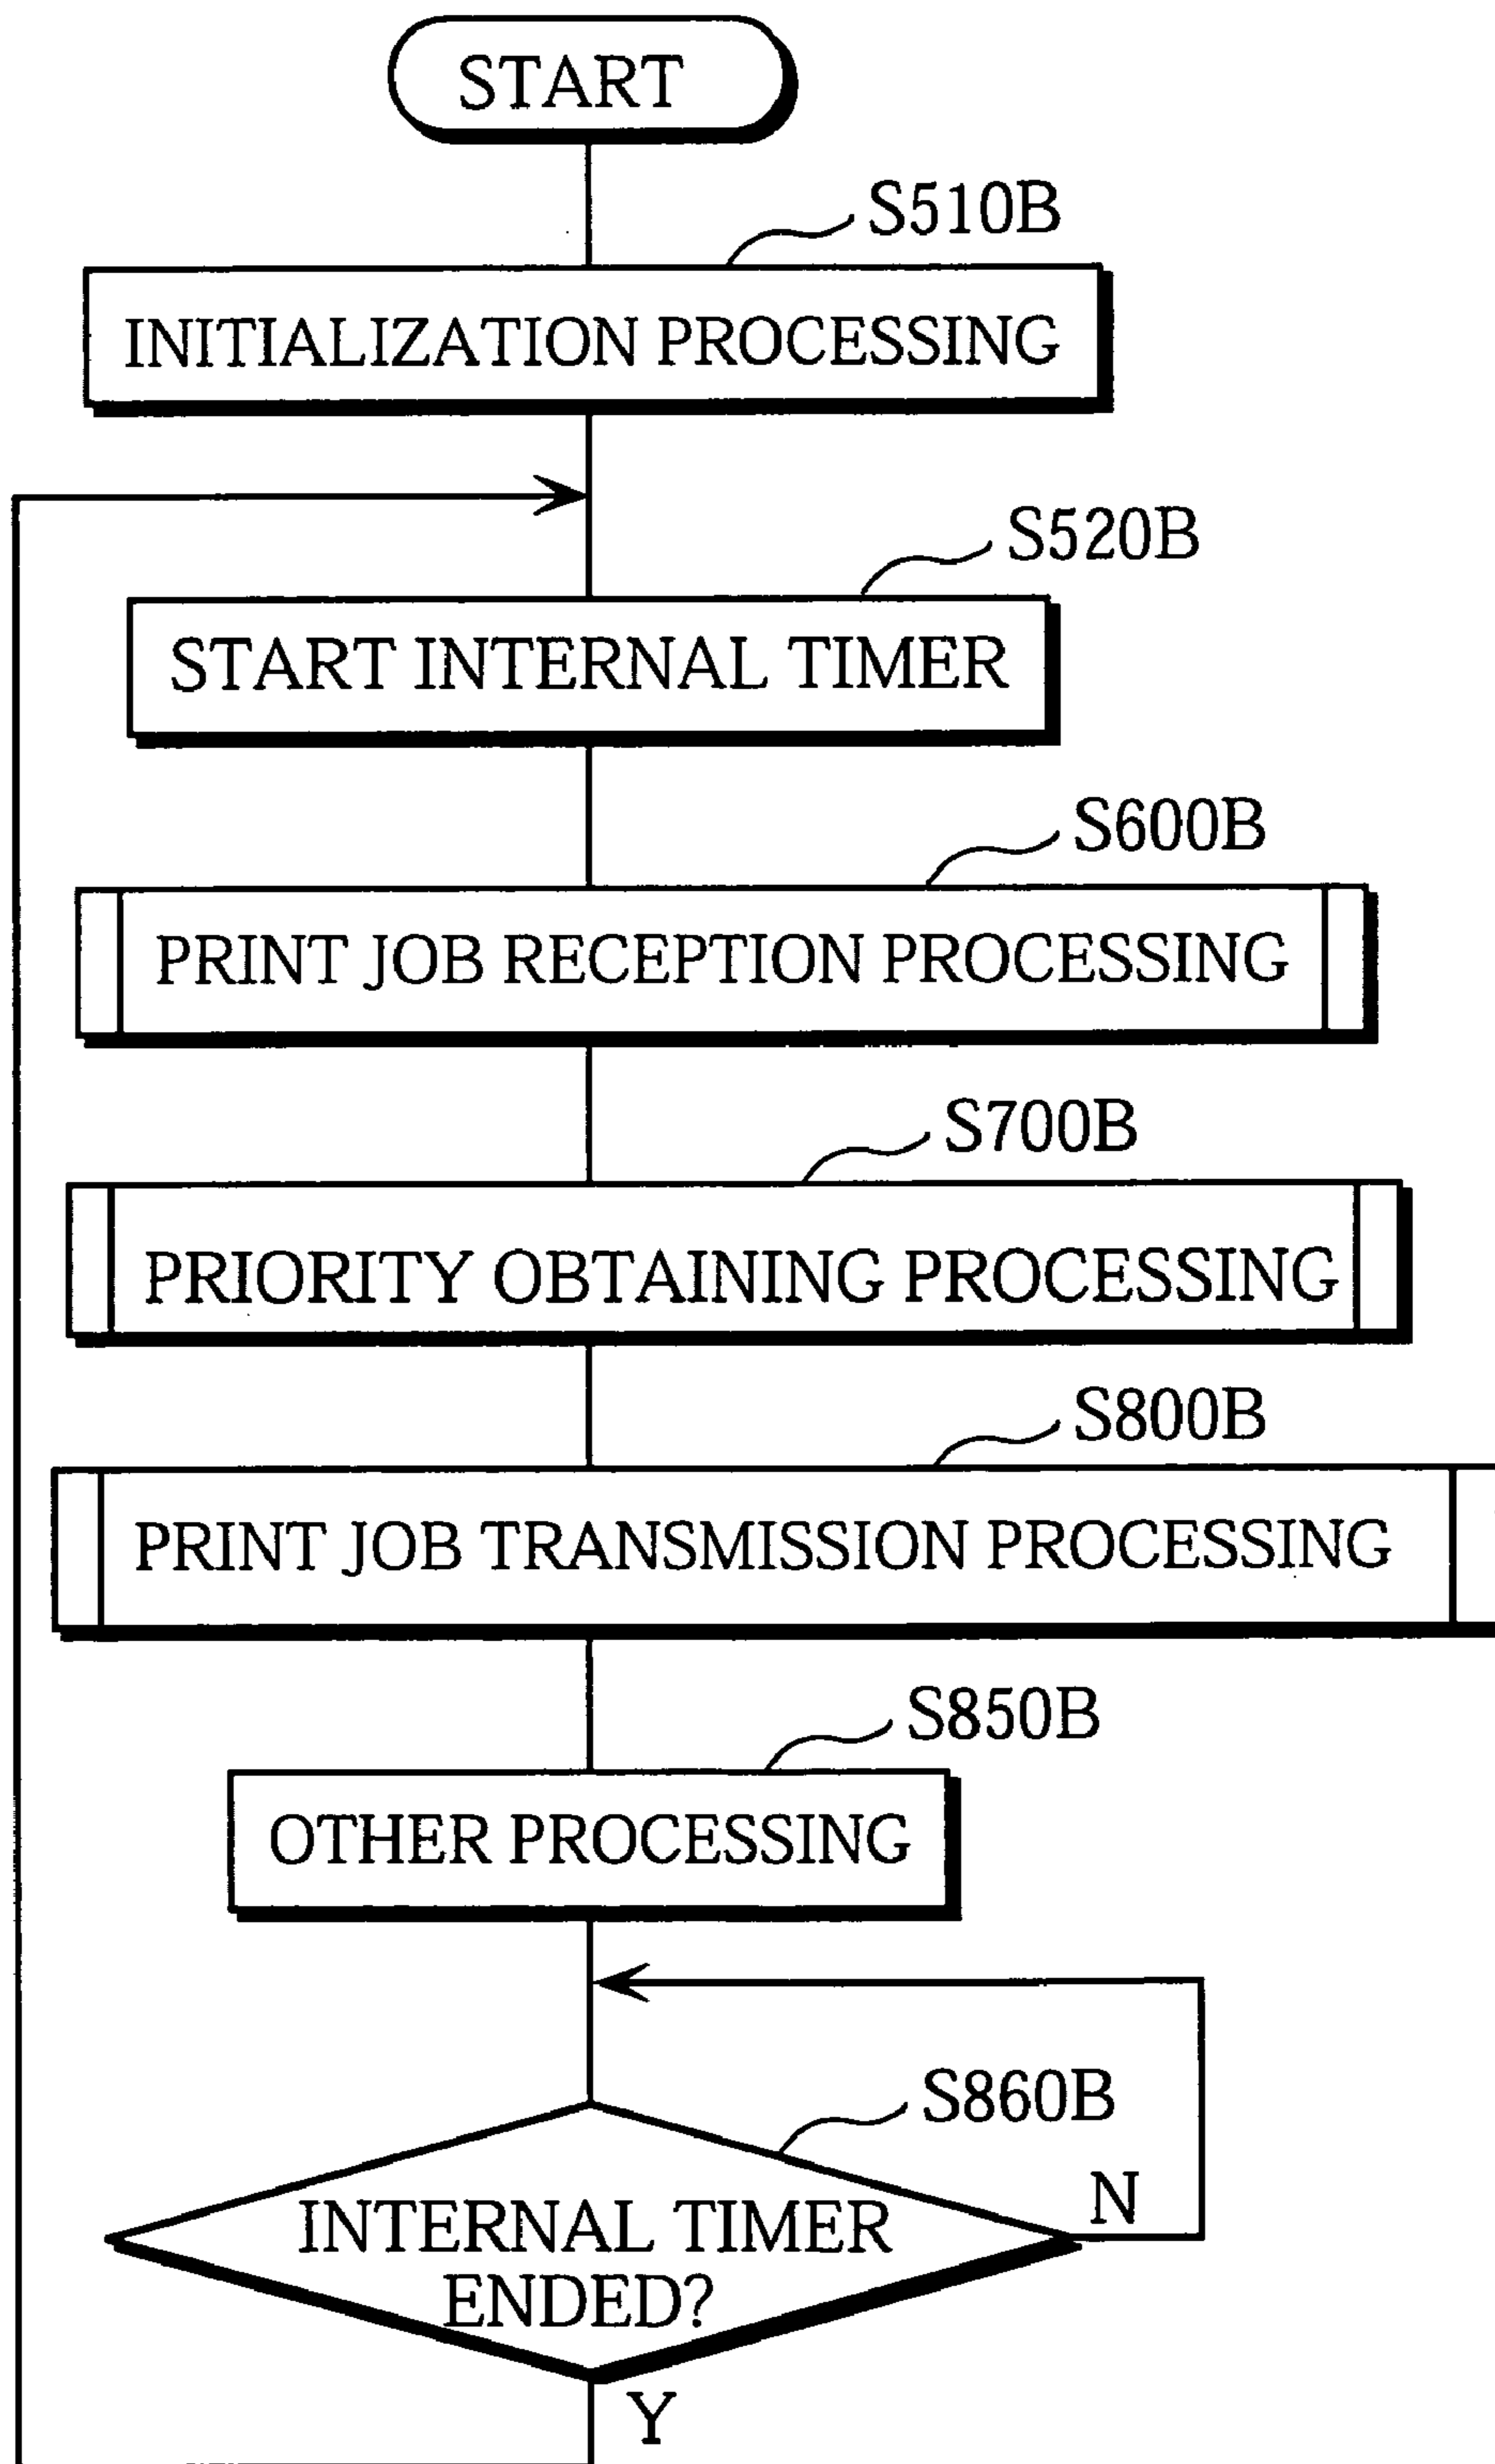 START
S510B
INITIALIZATION PROCESSING
S520B
START INTERNAL TIMER
S600B
PRINT JOB RECEPTION PROCESSING
S700B
PRIORITY OBTAINING PROCESSING
S800B
PRINT JOB TRANSMISSION PROCESSING
S850B
OTHER PROCESSING
S860B
N
INTERNAL TIMER
ENDED?
Y